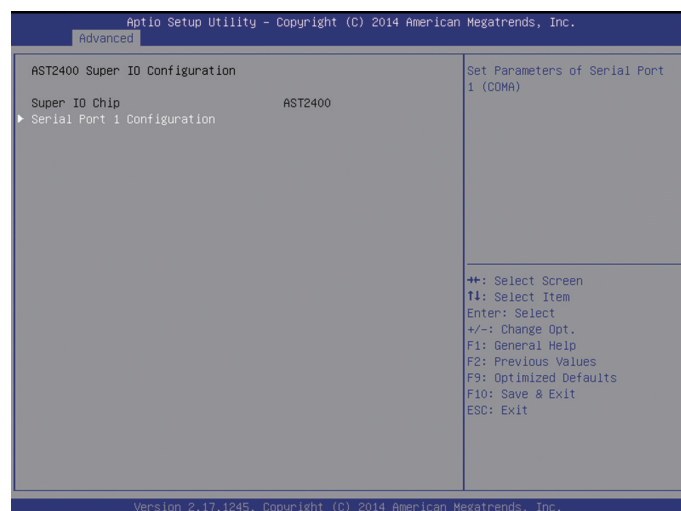 Aptio Setup Utility – Copyright (C) 2014 American Megatrends, Inc.
Advanced
AST2400 Super IO Configuration
Super IO Chip AST2400
Serial Port 1 Configuration
Set Parameters of Serial Port
1 (COMA)
→←: Select Screen
↑↓: Select Item
Enter: Select
+/-: Change Opt.
F1: General Help
F2: Previous Values
F9: Optimized Defaults
F10: Save & Exit
ESC: Exit
Version 2.17.1245. Copyright (C) 2014 American Megatrends, Inc.